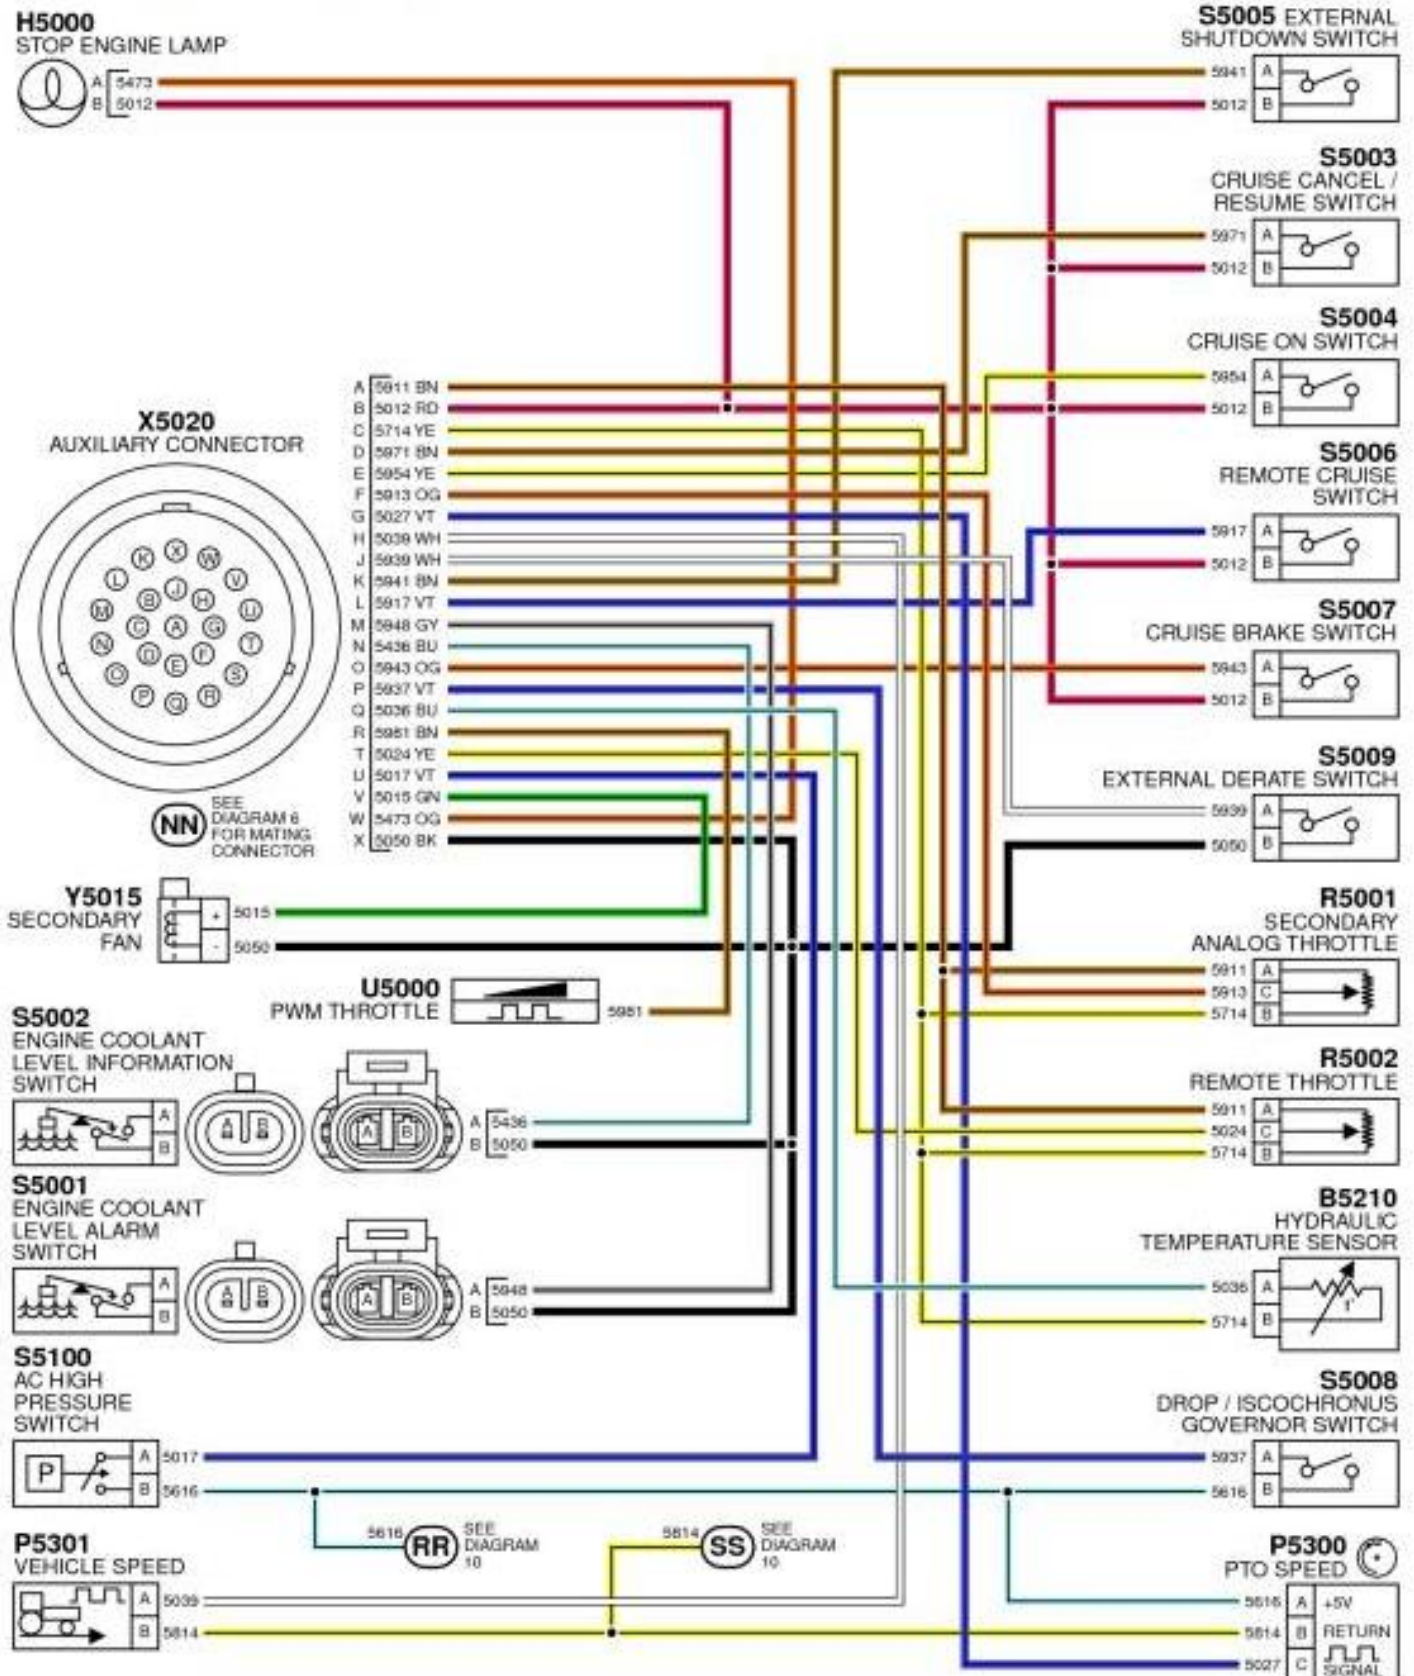 H5000
STOP ENGINE LAMP
A 5473
B 5012
S5005 EXTERNAL
SHUTDOWN SWITCH
5941 A
5012 B
S5003
CRUISE CANCEL /
RESUME SWITCH
5971 A
5012 B
S5004
CRUISE ON SWITCH
5954 A
5012 B
S5006
REMOTE CRUISE
SWITCH
5917 A
5012 B
S5007
CRUISE BRAKE SWITCH
5943 A
5012 B
S5009
EXTERNAL DERATE SWITCH
5939 A
5050 B
R5001
SECONDARY
ANALOG THROTTLE
5911 A
5913 C
5714 B
R5002
REMOTE THROTTLE
5911 A
5024 C
5714 B
B5210
HYDRAULIC
TEMPERATURE SENSOR
5036 A
5714 B
t°
S5008
DROP / ISCOCHRONUS
GOVERNOR SWITCH
5937 A
5616 B
P5300
PTO SPEED
5616 A +5V
5814 B RETURN
5027 C SIGNAL
X5020
AUXILIARY CONNECTOR
K X W
L J V
M B H U
C A G
N D F T
O E S
P Q R
A 5911 BN
B 5012 RD
C 5714 YE
D 5971 BN
E 5954 YE
F 5913 OG
G 5027 VT
H 5039 WH
J 5939 WH
K 5941 BN
L 5917 VT
M 5948 GY
N 5436 BU
O 5943 OG
P 5937 VT
Q 5036 BU
R 5981 BN
T 5024 YE
U 5017 VT
V 5015 GN
W 5473 OG
X 5050 BK
NN
SEE
DIAGRAM 6
FOR MATING
CONNECTOR
Y5015
SECONDARY
FAN
+ 5015
- 5050
U5000
PWM THROTTLE
5981
S5002
ENGINE COOLANT
LEVEL INFORMATION
SWITCH
A
B
A B
A B
A 5436
B 5050
S5001
ENGINE COOLANT
LEVEL ALARM
SWITCH
A
B
A B
A B
A 5948
B 5050
S5100
AC HIGH
PRESSURE
SWITCH
P
A 5017
B 5616
5616 RR
SEE
DIAGRAM
10
5814 SS
SEE
DIAGRAM
10
P5301
VEHICLE SPEED
A 5039
B 5814